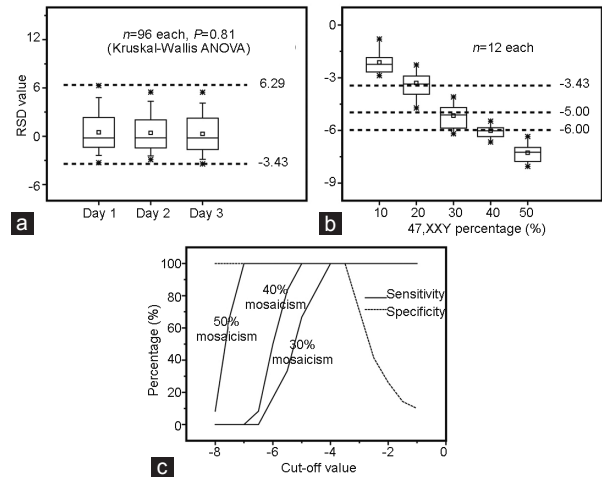 n=96 each, P=0.81
(Kruskal-Wallis ANOVA)
RSD value
12
6
0
-6
6.29
-3.43
Day 1 Day 2 Day 3
a
n=12 each
0
-3
-6
-9
-3.43
-5.00
-6.00
10 20 30 40 50
47,XXY percentage (%)
b
Percentage (%)
100
80
60
40
20
0
50%
mosaicism
40%
mosaicism
30%
mosaicism
Sensitivity
Specificity
-8 -6 -4 -2 0
Cut-off value
c